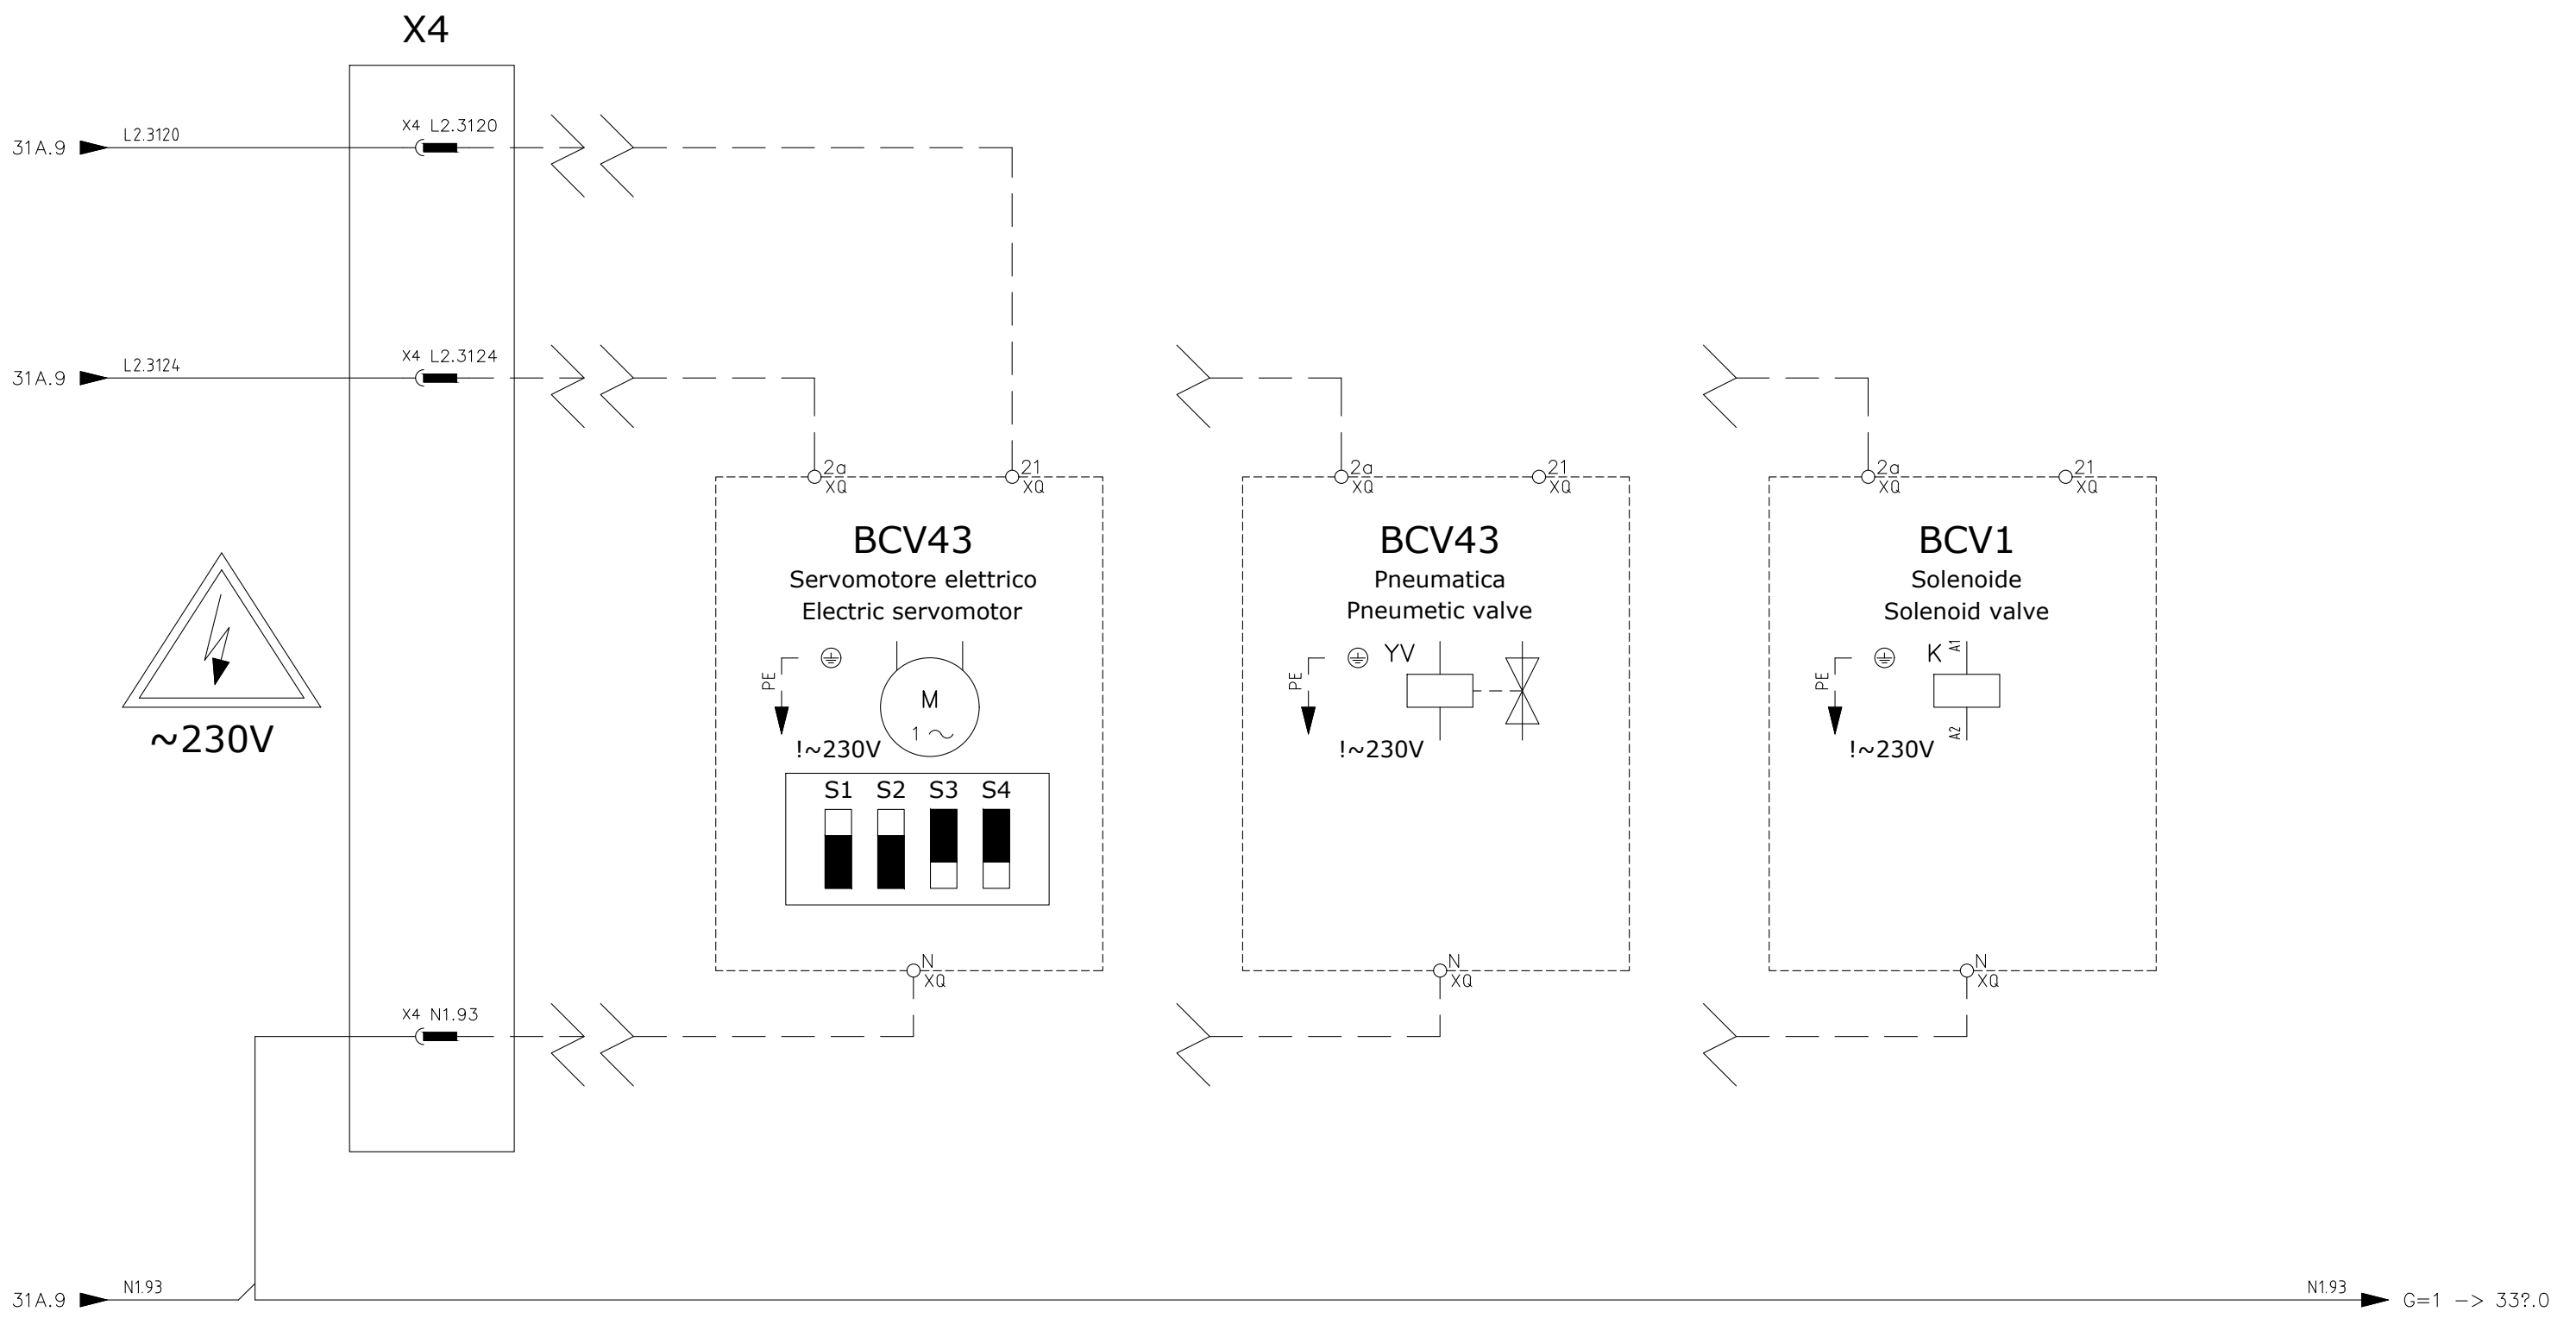 X4
L2.3120
X4 L2.3120
31A.9
L2.3124
X4 L2.3124
31A.9
2a
XQ
21
XQ
2a
XQ
21
XQ
2a
XQ
21
XQ
BCV43
Servomotore elettrico
Electric servomotor
PE
M
1
!~230V
S1 S2 S3 S4
N
XQ
BCV43
Pneumatica
Pneumetic valve
PE
YV
!~230V
N
XQ
BCV1
Solenoide
Solenoid valve
PE
K
A1
A2
!~230V
N
XQ
~230V
X4 N1.93
N1.93
31A.9
N1.93
G=1 -> 33?.0